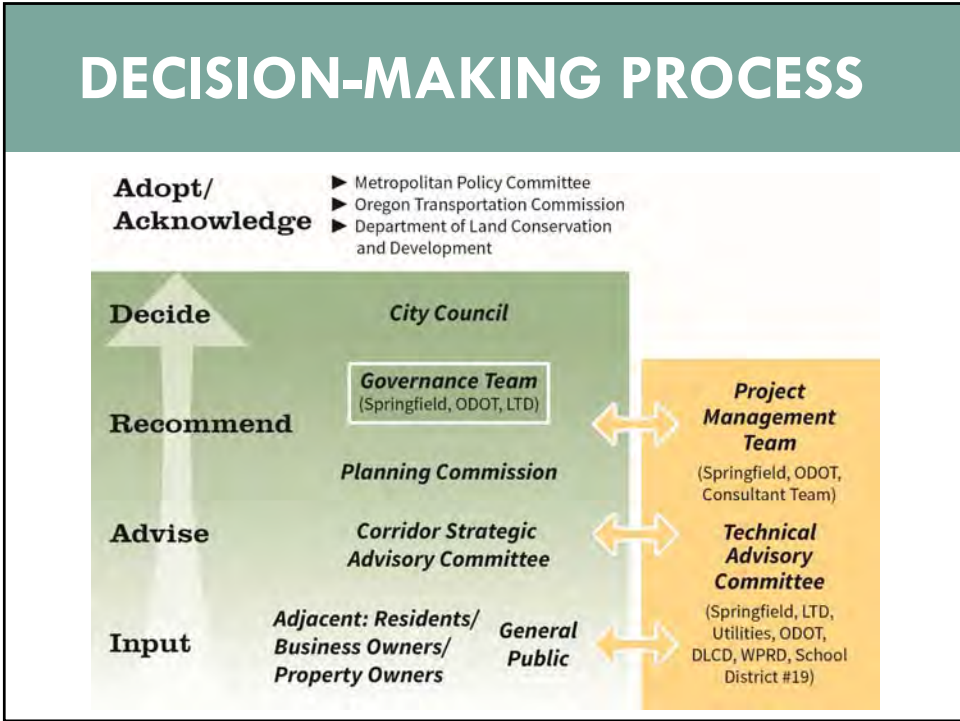 DECISION-MAKING PROCESS
Adopt/
Acknowledge
► Metropolitan Policy Committee
► Oregon Transportation Commission
► Department of Land Conservation
and Development
Decide
City Council
Recommend
Governance Team
(Springfield, ODOT, LTD)
Planning Commission
Project
Management
Team
(Springfield, ODOT,
Consultant Team)
Advise
Corridor Strategic
Advisory Committee
Technical
Advisory
Committee
(Springfield, LTD,
Utilities, ODOT,
DLCD, WPRD, School
District #19)
Input
Adjacent: Residents/
Business Owners/
Property Owners
General
Public